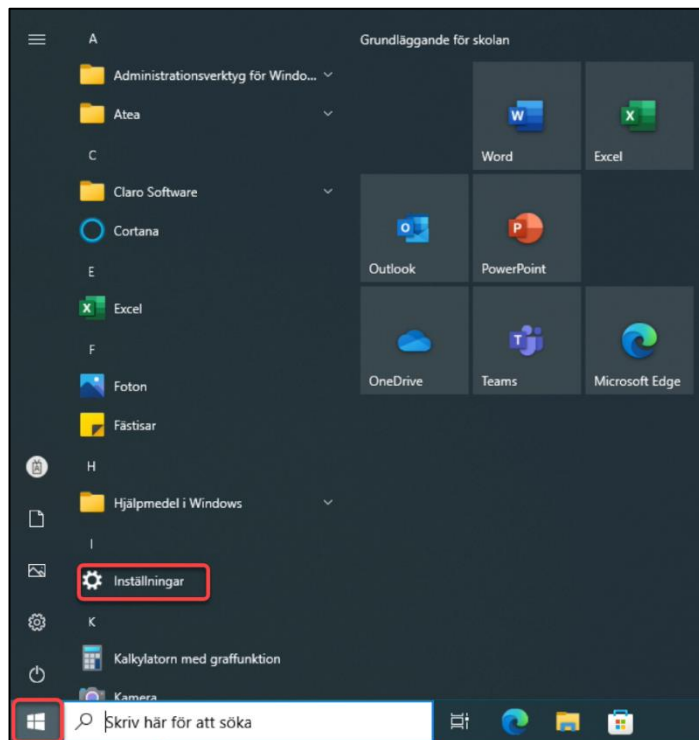 A
Administrationsverktyg för Windo...
Atea
C
Claro Software
Cortana
E
Excel
F
Foton
Fästisar
H
Hjälpmedel i Windows
I
Inställningar
K
Kalkylatorn med graffunktion
Kamera
Skriv här för att söka
Grundläggande för skolan
Word
Excel
Outlook
PowerPoint
OneDrive
Teams
Microsoft Edge